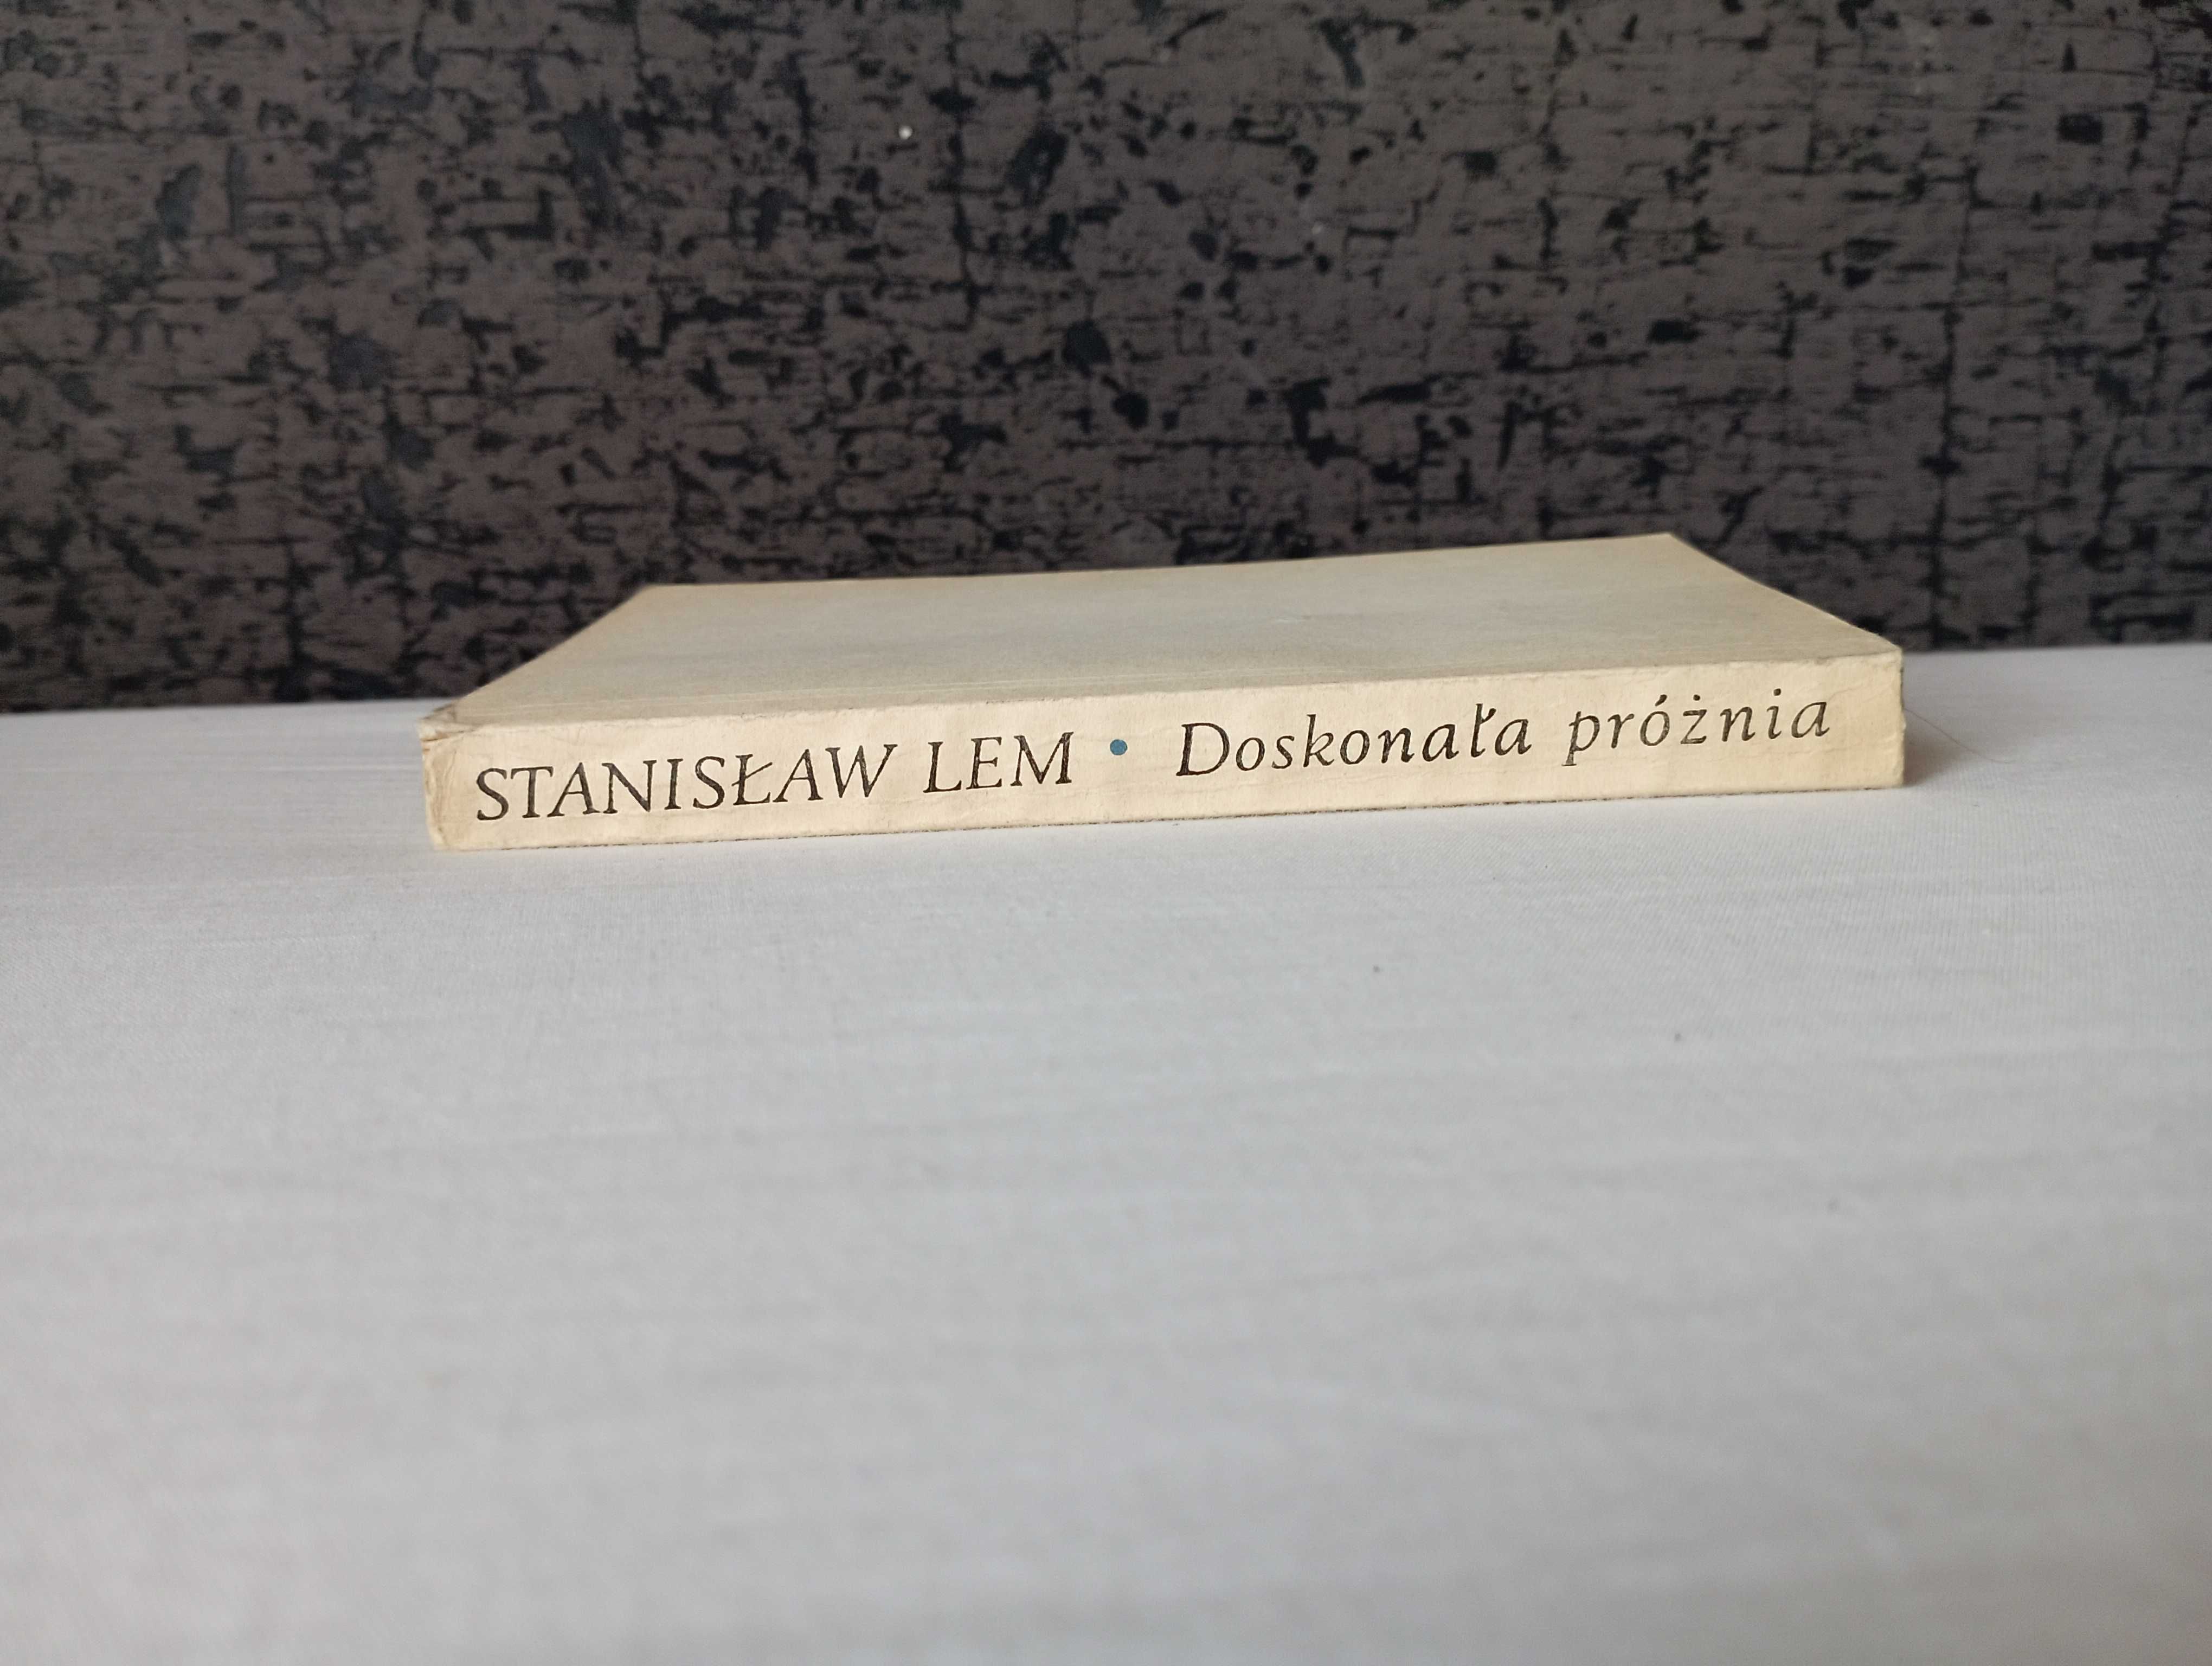 STANISŁAW LEM • Doskonała próżnia